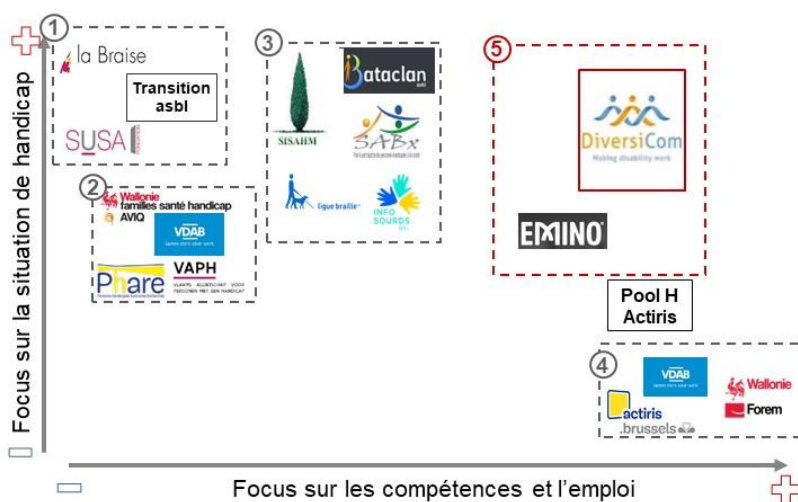 1
la Braise
Transition
asbl
SUSA
2
Wallonie
familles santé handicap
AVIQ
VDAB
Phare
VAPH
VLAAMS AGENTSCHAP VOOR
PERSONEN MET EEN HANDICAP
3
SISAHM
Bataclan
asbl
SABx
ligue braille
INFO
SOURDS
5
DiversiCom
Making disability work
EMINO
Pool H
Actiris
4
VDAB
actiris
.brussels
Wallonie
Forem
Focus sur la situation de handicap
Focus sur les compétences et l'emploi